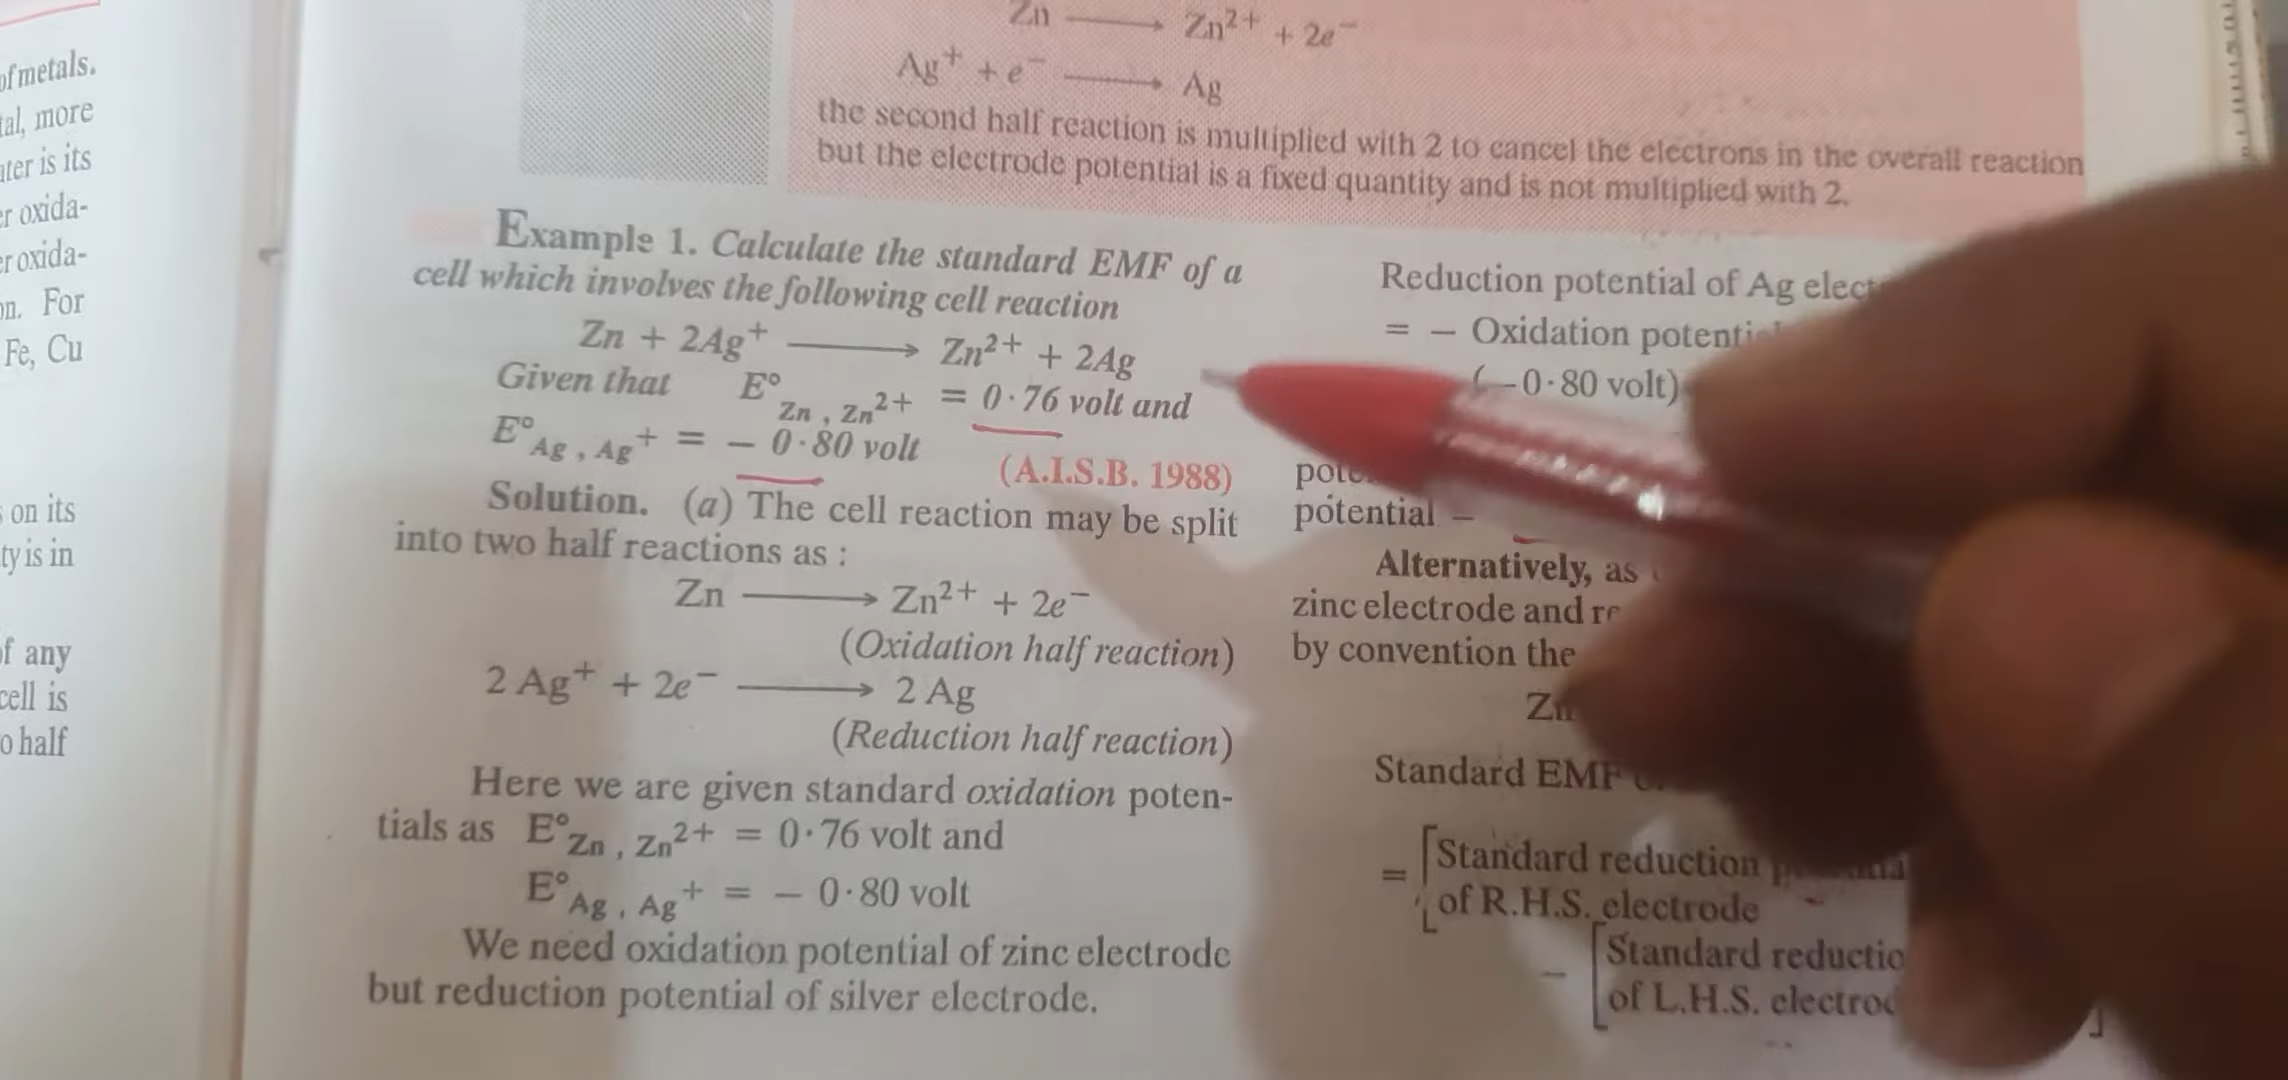 of metals.
tal, more
ater is its
er oxida-
er oxida-
on. For
Fe, Cu
on its
ty is in
of any
cell is
o half
Zn ⟶ Zn²⁺ + 2e⁻
Ag⁺ + e⁻ ⟶ Ag
the second half reaction is multiplied with 2 to cancel the electrons in the overall reaction
but the electrode potential is a fixed quantity and is not multiplied with 2.
Example 1. Calculate the standard EMF of a
cell which involves the following cell reaction
Zn + 2Ag⁺ ⟶ Zn²⁺ + 2Ag
Given that E°Zn , Zn²⁺ = 0·76 volt and
E°Ag , Ag⁺ = – 0·80 volt
(A.I.S.B. 1988)
Solution. (a) The cell reaction may be split
into two half reactions as :
Zn ⟶ Zn²⁺ + 2e⁻
(Oxidation half reaction)
2 Ag⁺ + 2e⁻ ⟶ 2 Ag
(Reduction half reaction)
Here we are given standard oxidation poten-
tials as E°Zn , Zn²⁺ = 0·76 volt and
E°Ag , Ag⁺ = – 0·80 volt
We need oxidation potential of zinc electrode
but reduction potential of silver electrode.
Reduction potential of Ag elect
= – Oxidation potenti
(–0·80 volt)
potential –
Alternatively, as
zinc electrode and
by convention the
Zn
Standard EMF
= [Standard reduction
of R.H.S. electrode
– [Standard reductio
of L.H.S. electrod ]